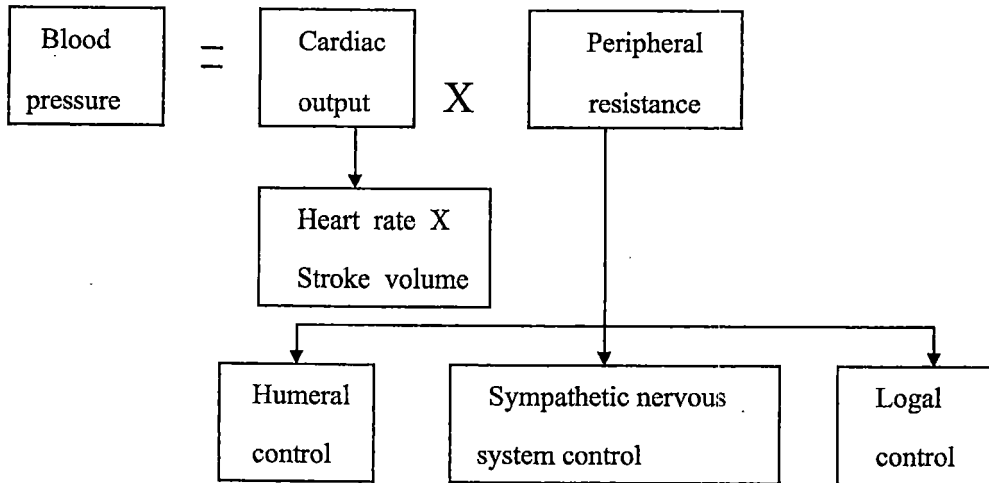 Blood
pressure
=
Cardiac
output
X
Peripheral
resistance
Heart rate X
Stroke volume
Humeral
control
Sympathetic nervous
system control
Logal
control